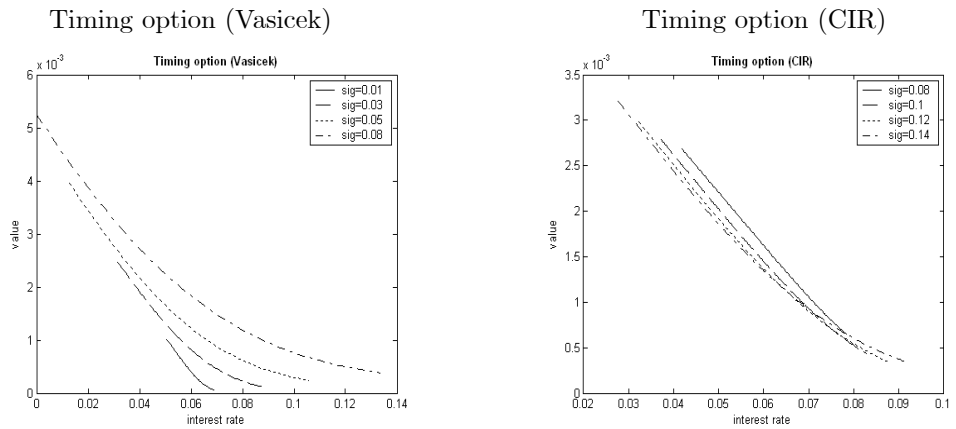 Timing option (Vasicek)
x 10^-3
Timing option (Vasicek)
6
5
4
3
2
1
0
value
0 0.02 0.04 0.06 0.08 0.1 0.12 0.14
interest rate
sig=0.01
sig=0.03
sig=0.05
sig=0.08
Timing option (CIR)
x 10^-3
Timing option (CIR)
3.5
3
2.5
2
1.5
1
0.5
0
value
0.02 0.03 0.04 0.05 0.06 0.07 0.08 0.09 0.1
interest rate
sig=0.08
sig=0.1
sig=0.12
sig=0.14